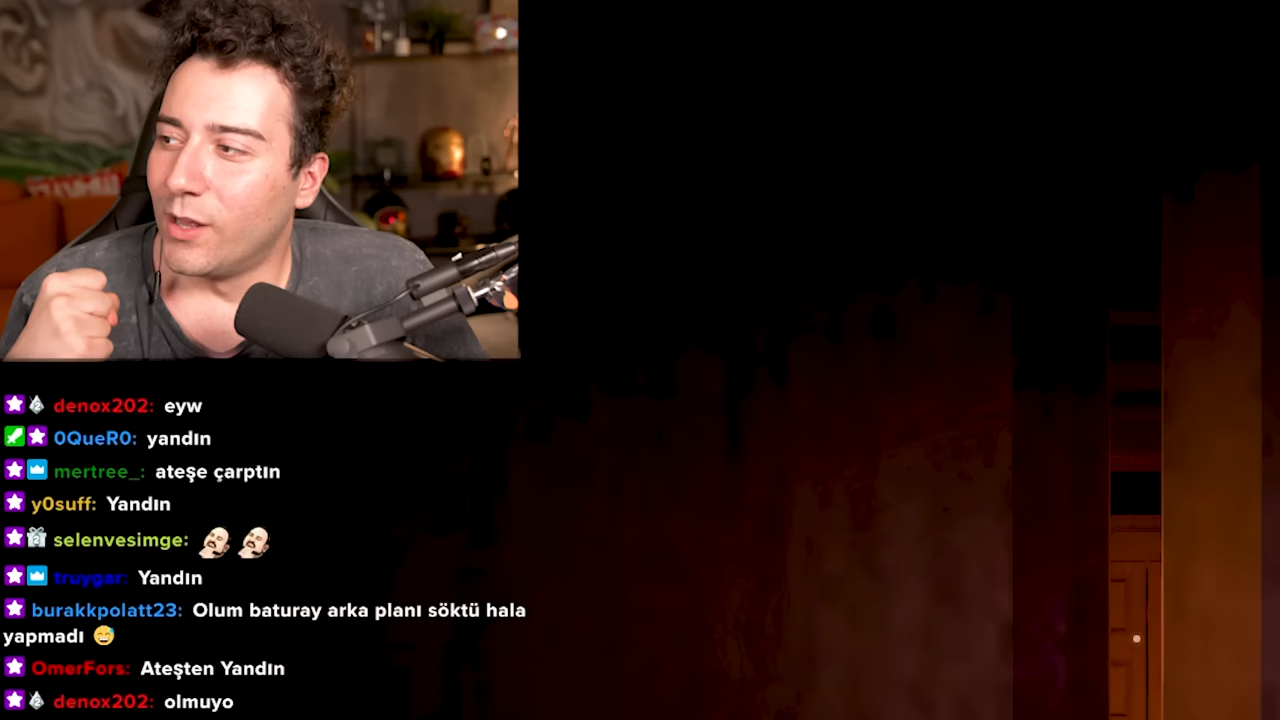 denox202: eyw
0QueR0: yandın
mertree_: ateşe çarptın
y0suff: Yandın
selenvesimge:
truygar: Yandın
burakkpolatt23: Olum baturay arka planı söktü hala
yapmadı 😅
OmerFors: Ateşten Yandın
denox202: olmuyo